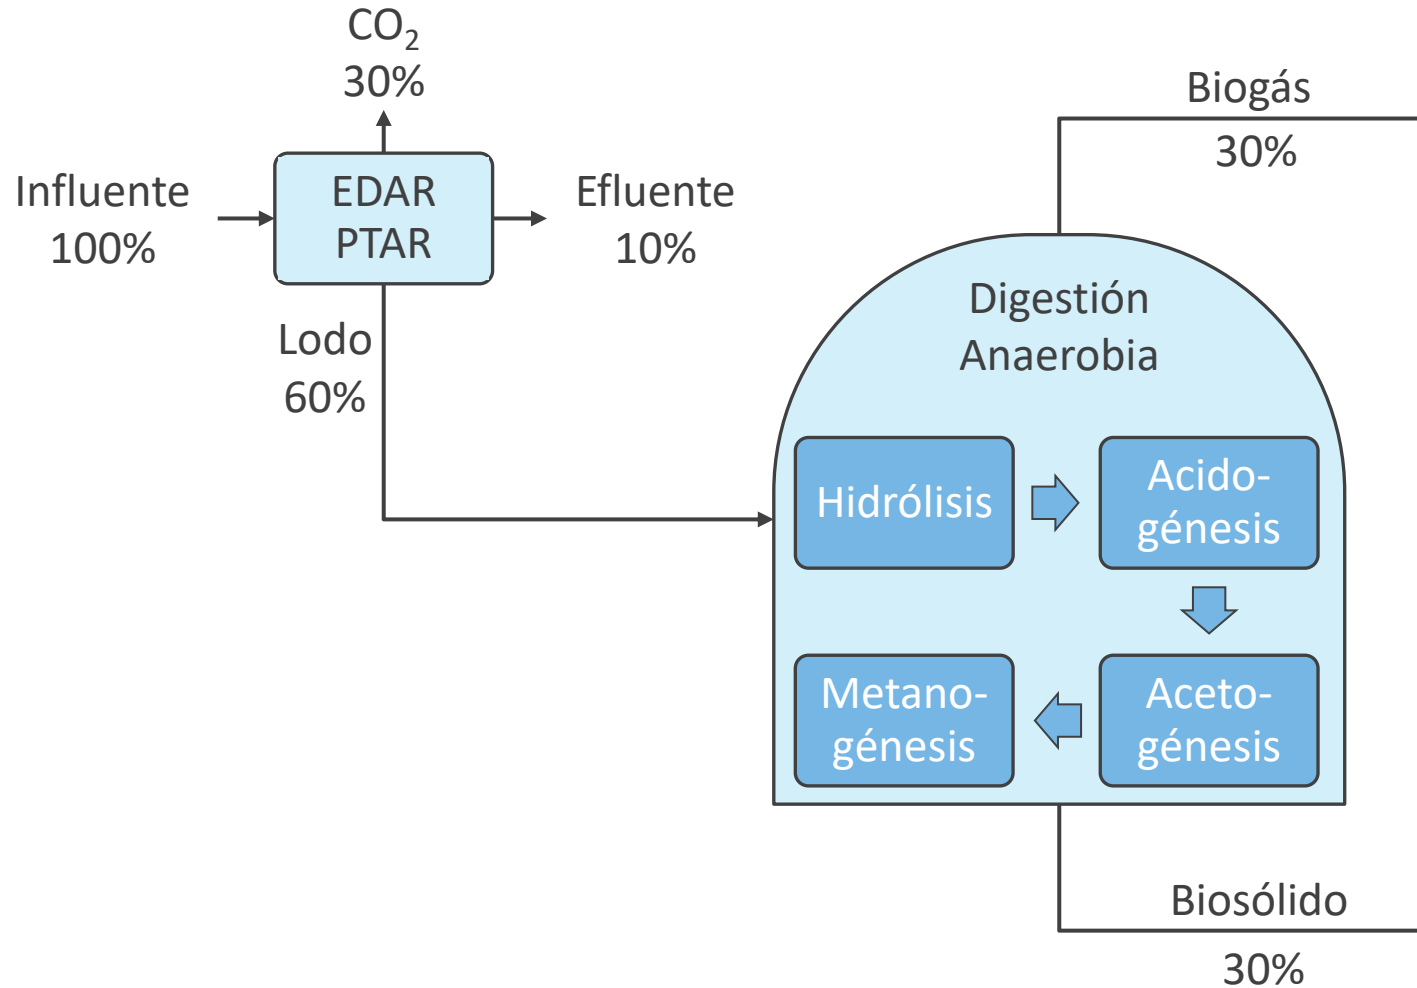 CO₂
30%
Influente
100%
EDAR
PTAR
Efluente
10%
Lodo
60%
Biogás
30%
Digestión
Anaerobia
Hidrólisis
Acido-
génesis
Aceto-
génesis
Metano-
génesis
Biosólido
30%